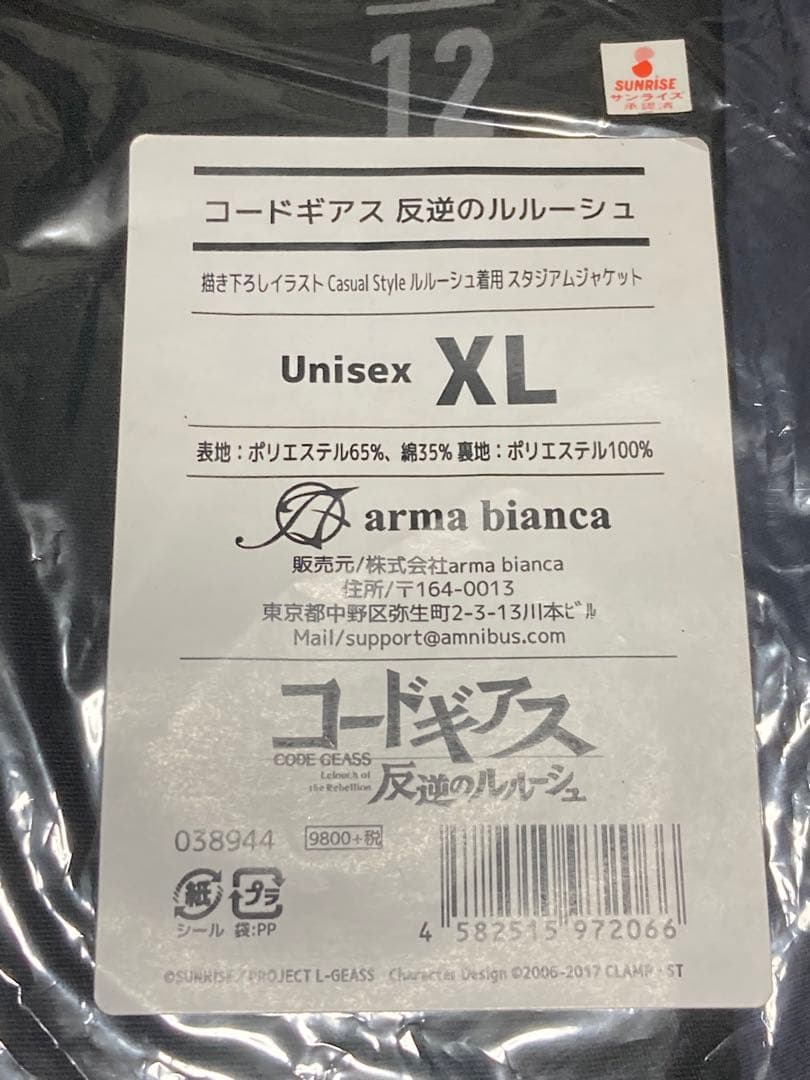 12
SUNRISE
サンライズ
承認済
コードギアス 反逆のルルーシュ
描き下ろしイラスト Casual Style ルルーシュ着用 スタジアムジャケット
Unisex XL
表地：ポリエステル65%、綿35% 裏地：ポリエステル100%
arma bianca
販売元/株式会社arma bianca
住所/〒164-0013
東京都中野区弥生町2-3-13川本ﾋﾞﾙ
Mail/support@amnibus.com
コードギアス
CODE GEASS
Lelouch of
the Rebellion
反逆のルルーシュ
038944 9800+税
紙 プラ
シール 袋:PP
4 582515 972066
©SUNRISE／PROJECT L-GEASS Character Design ©2006-2017 CLAMP・ST